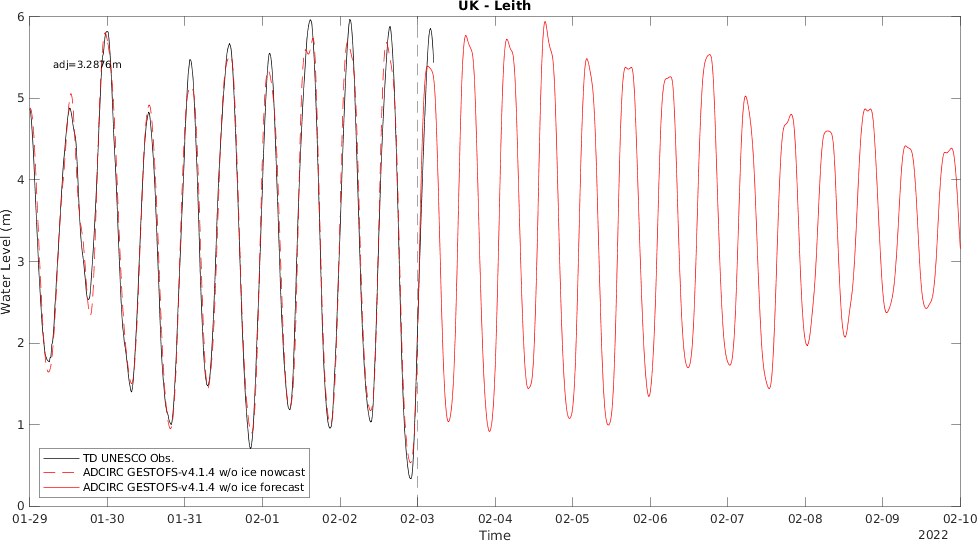 UK - Leith
adj=3.2876m
Water Level (m)
6
5
4
3
2
1
0
TD UNESCO Obs.
ADCIRC GESTOFS-v4.1.4 w/o ice nowcast
ADCIRC GESTOFS-v4.1.4 w/o ice forecast
01-29 01-30 01-31 02-01 02-02 02-03 02-04 02-05 02-06 02-07 02-08 02-09 02-10
Time
2022